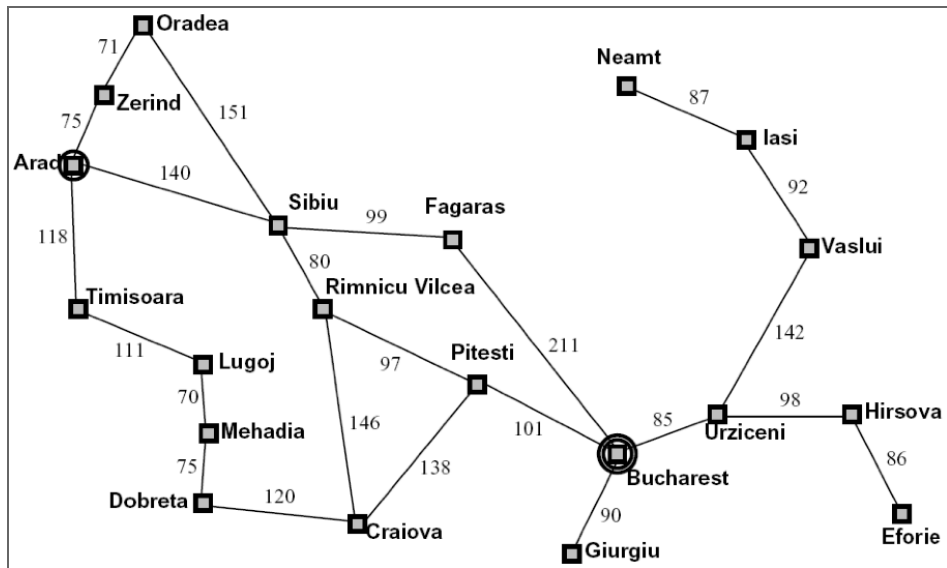 Oradea
71
Neamt
87
Zerind
151
75
Iasi
Arad
140
92
Sibiu
Fagaras
99
118
Vaslui
80
Timisoara
Rimnicu Vilcea
142
111
Lugoj
97
Pitesti
211
70
98
Hirsova
Mehadia
146
101
85
Urziceni
75
138
86
Bucharest
Dobreta
120
90
Craiova
Eforie
Giurgiu